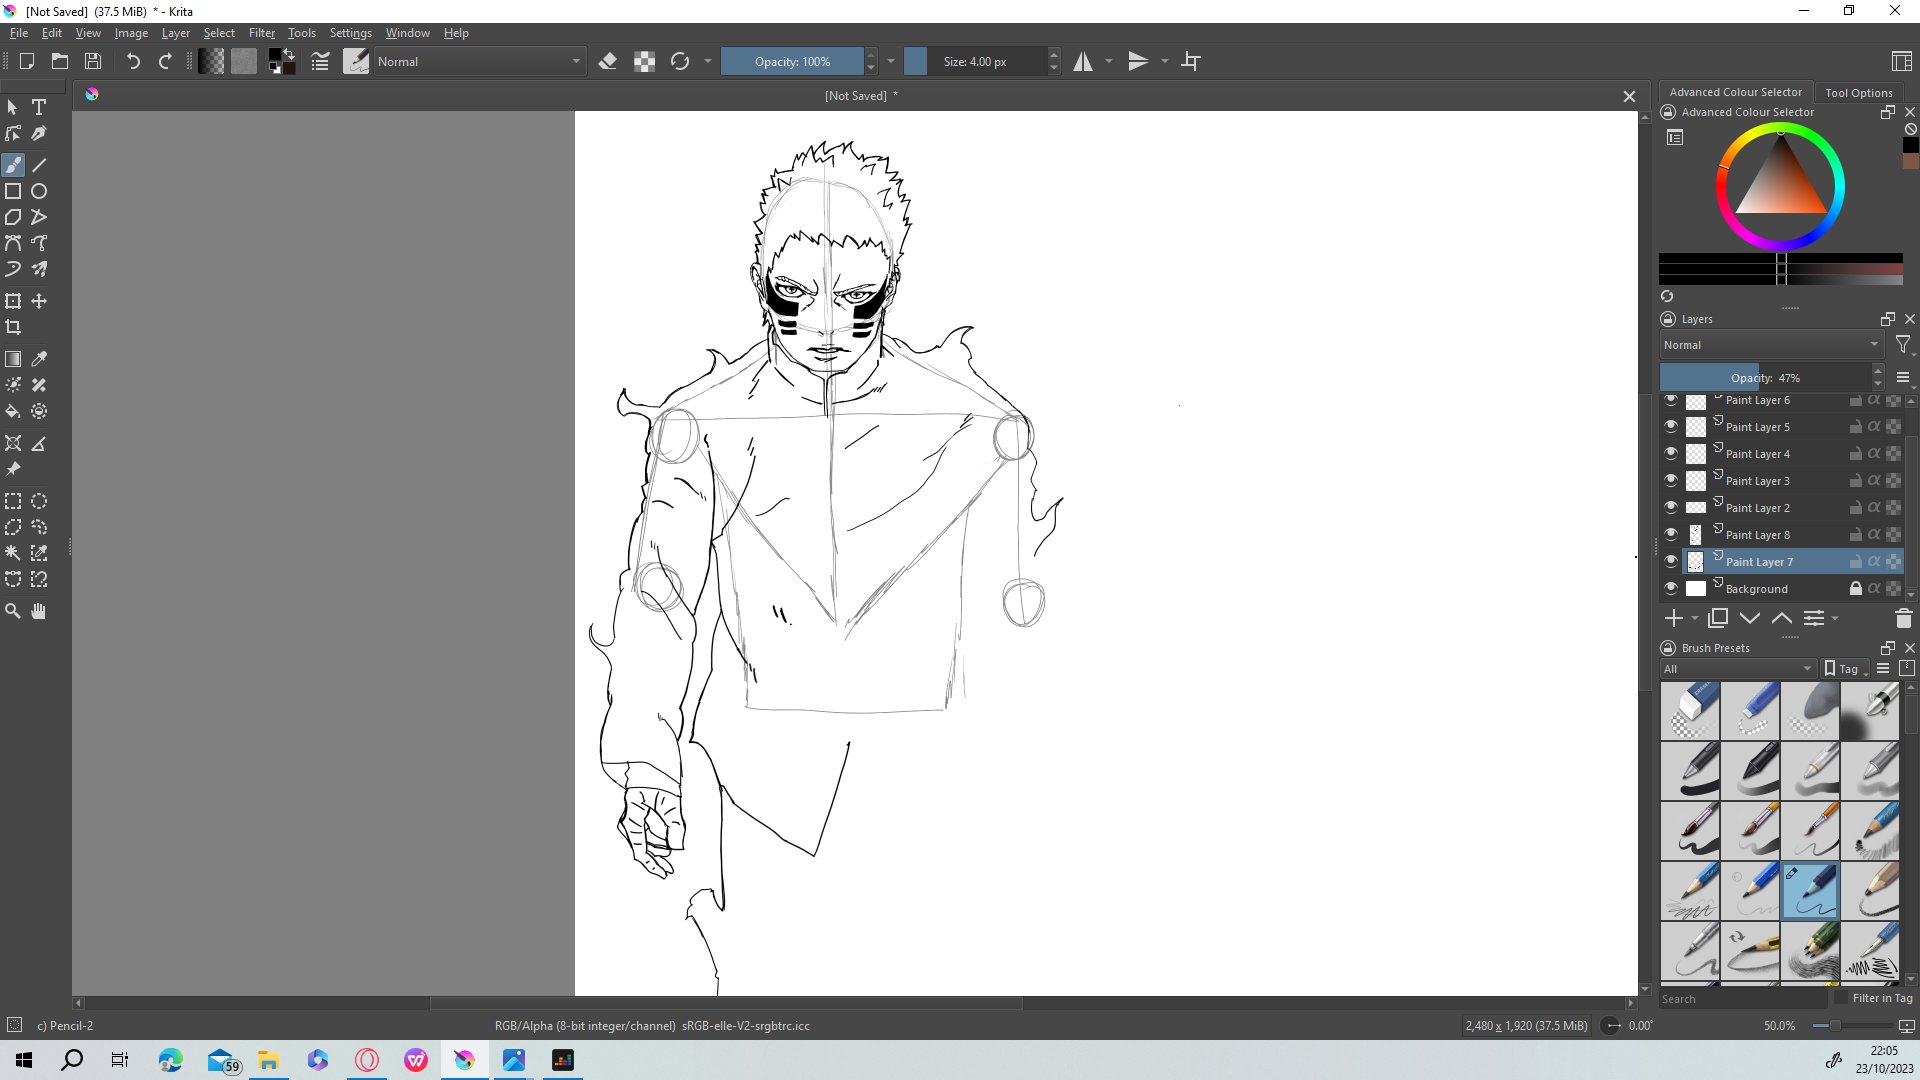 [Not Saved]  (37.5 MiB)  * - Krita
File Edit View Image Layer Select Filter Tools Settings Window Help
Normal
Opacity: 100%
Size: 4.00 px
[Not Saved]  *
Advanced Colour Selector
Tool Options
Advanced Colour Selector
Layers
Normal
Opacity:  47%
Paint Layer 6
Paint Layer 5
Paint Layer 4
Paint Layer 3
Paint Layer 2
Paint Layer 8
Paint Layer 7
Background
Brush Presets
All
Tag
Search
Filter in Tag
c) Pencil-2
RGB/Alpha (8-bit integer/channel)  sRGB-elle-V2-srgbtrc.icc
2,480 x 1,920 (37.5 MiB)
0.00°
50.0%
59
22:05
23/10/2023